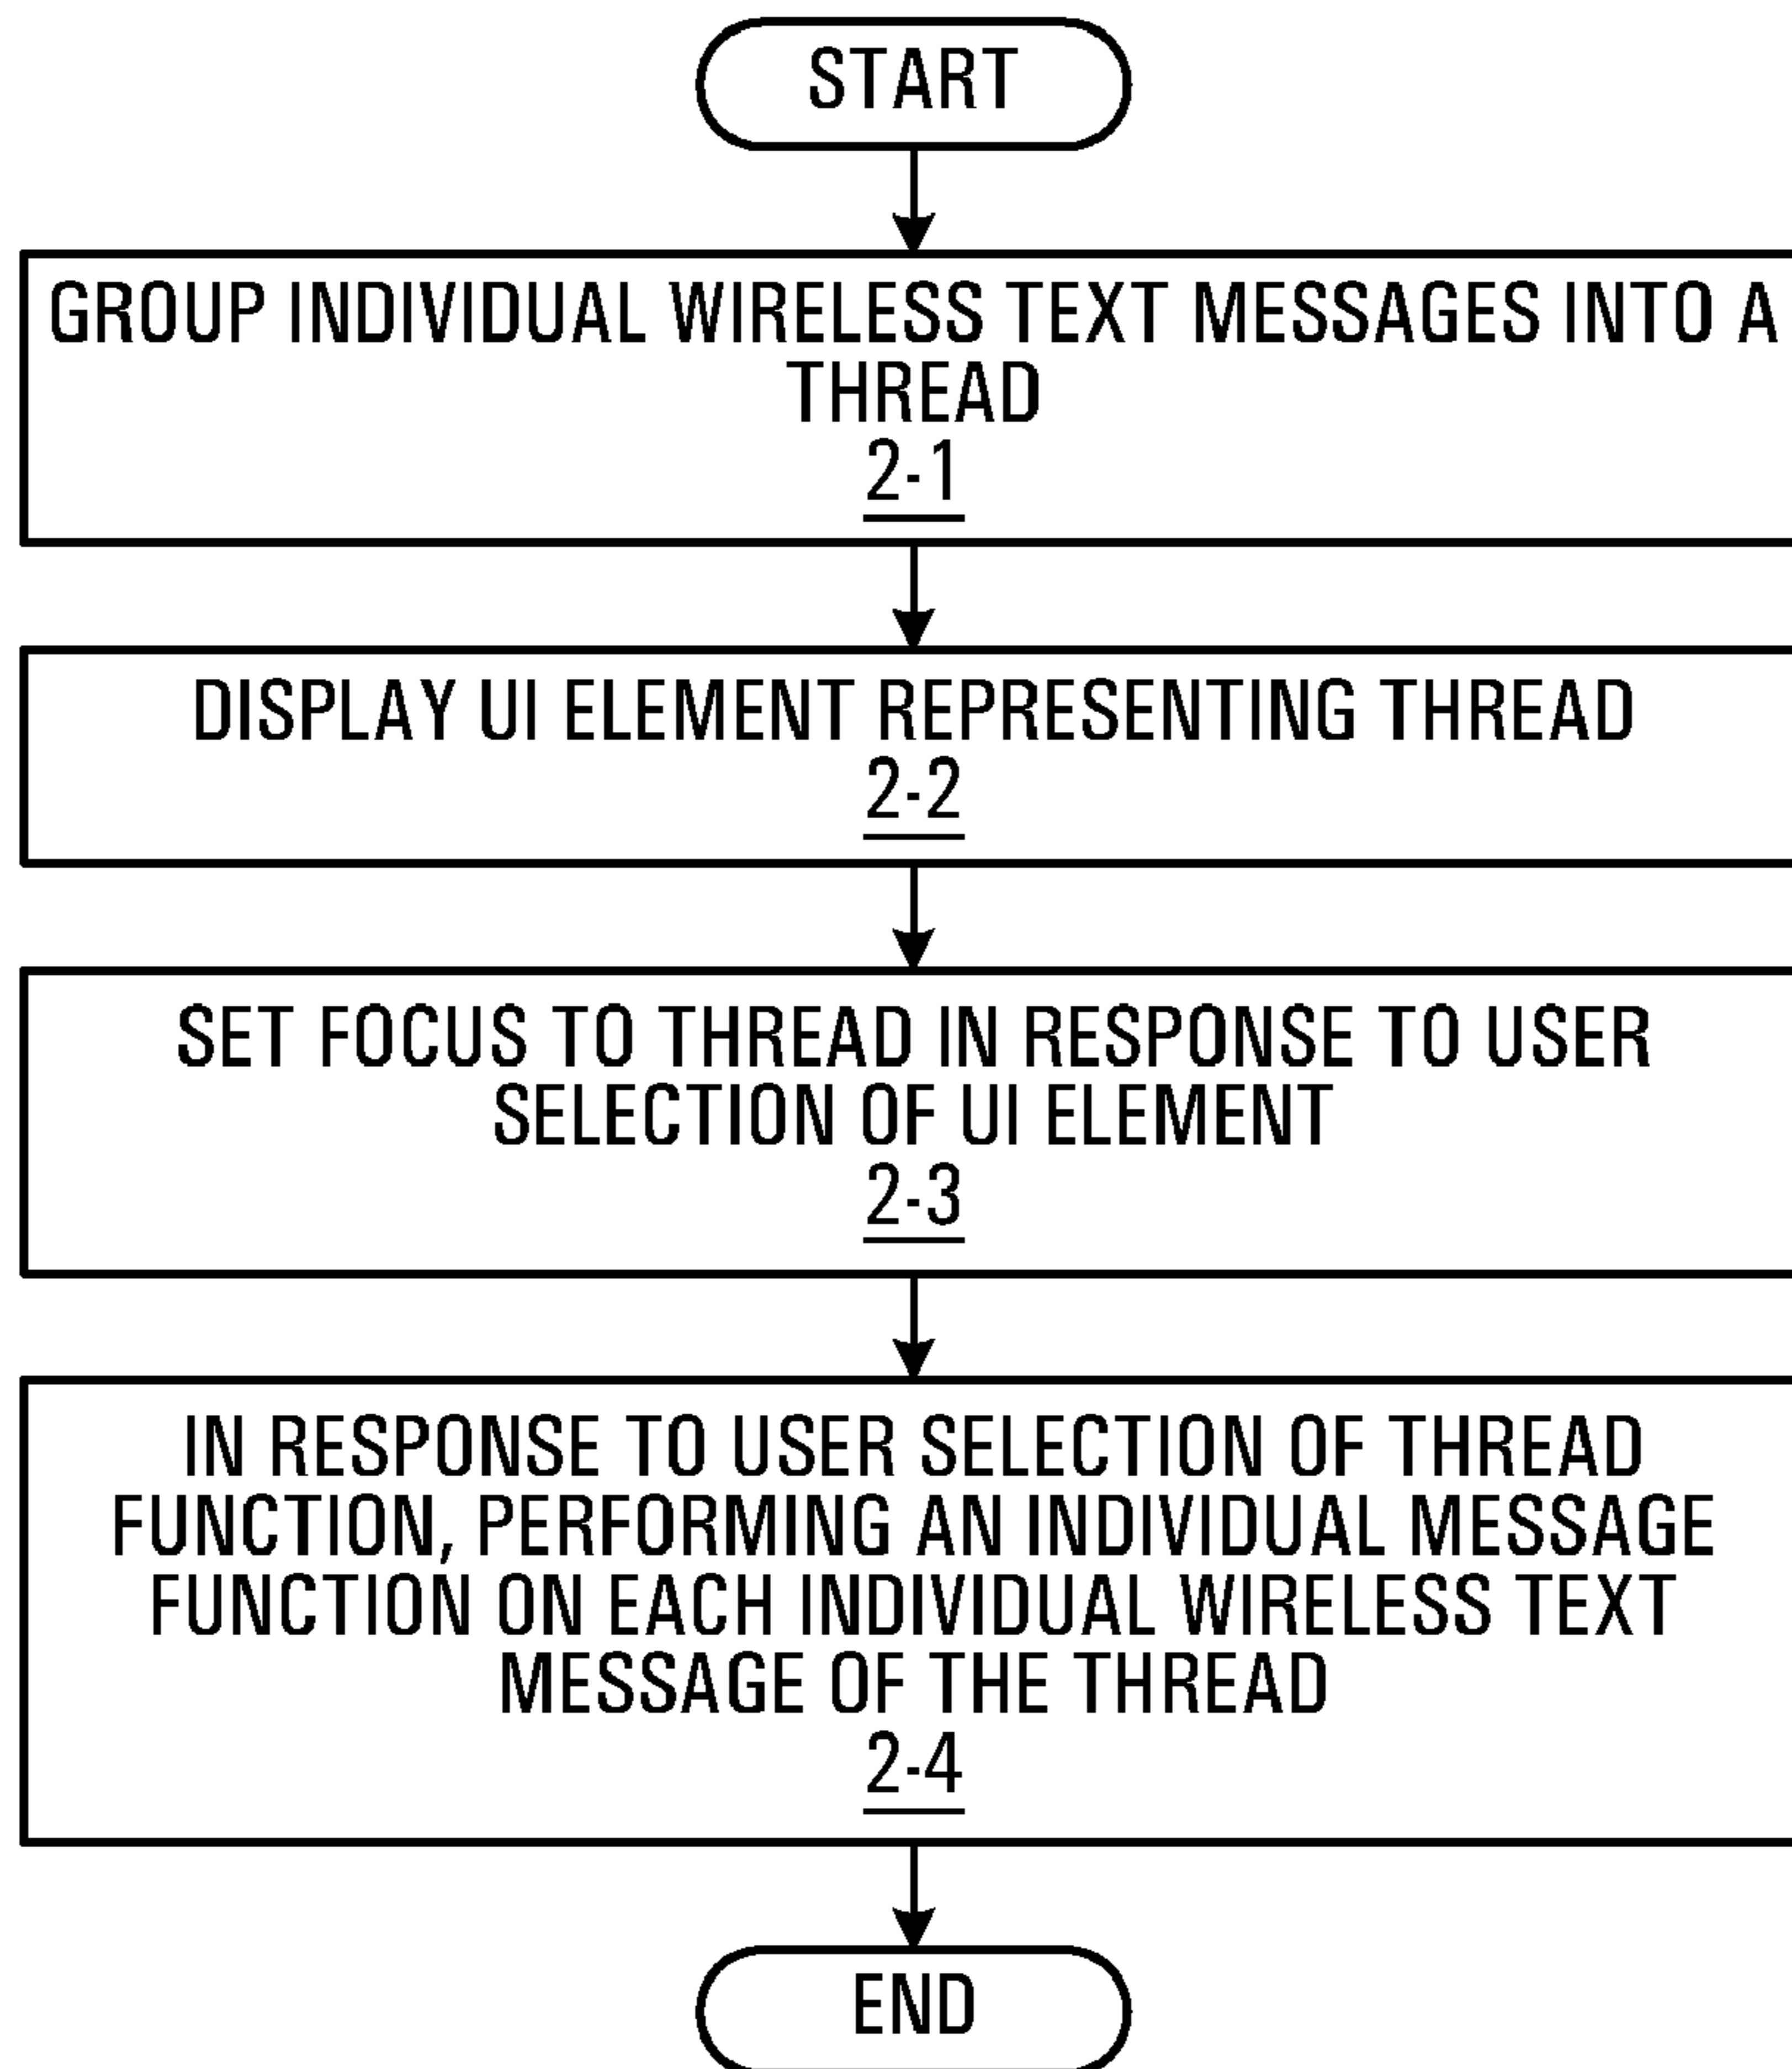 START
GROUP INDIVIDUAL WIRELESS TEXT MESSAGES INTO A
THREAD
2-1
DISPLAY UI ELEMENT REPRESENTING THREAD
2-2
SET FOCUS TO THREAD IN RESPONSE TO USER
SELECTION OF UI ELEMENT
2-3
IN RESPONSE TO USER SELECTION OF THREAD
FUNCTION, PERFORMING AN INDIVIDUAL MESSAGE
FUNCTION ON EACH INDIVIDUAL WIRELESS TEXT
MESSAGE OF THE THREAD
2-4
END